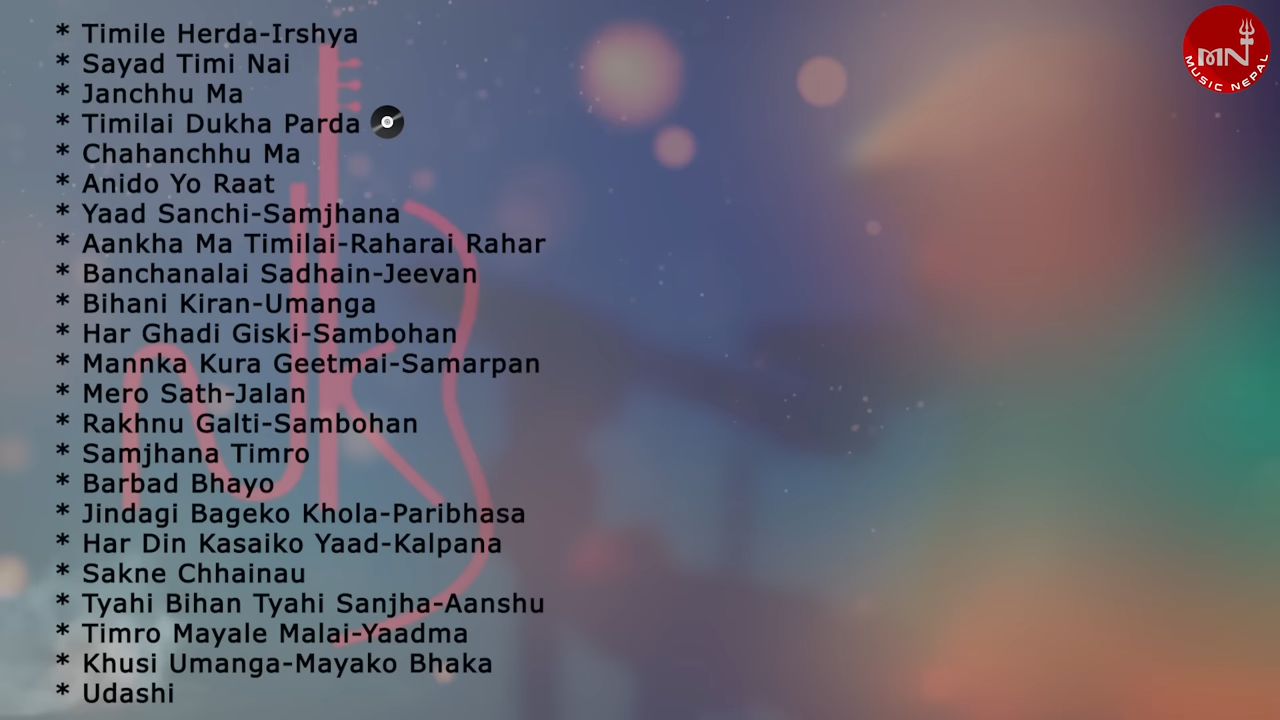 * Timile Herda-Irshya
* Sayad Timi Nai
* Janchhu Ma
* Timilai Dukha Parda
* Chahanchhu Ma
* Anido Yo Raat
* Yaad Sanchi-Samjhana
* Aankha Ma Timilai-Raharai Rahar
* Banchanalai Sadhain-Jeevan
* Bihani Kiran-Umanga
* Har Ghadi Giski-Sambohan
* Mannka Kura Geetmai-Samarpan
* Mero Sath-Jalan
* Rakhnu Galti-Sambohan
* Samjhana Timro
* Barbad Bhayo
* Jindagi Bageko Khola-Paribhasa
* Har Din Kasaiko Yaad-Kalpana
* Sakne Chhainau
* Tyahi Bihan Tyahi Sanjha-Aanshu
* Timro Mayale Malai-Yaadma
* Khusi Umanga-Mayako Bhaka
* Udashi
MN
MUSIC NEPAL